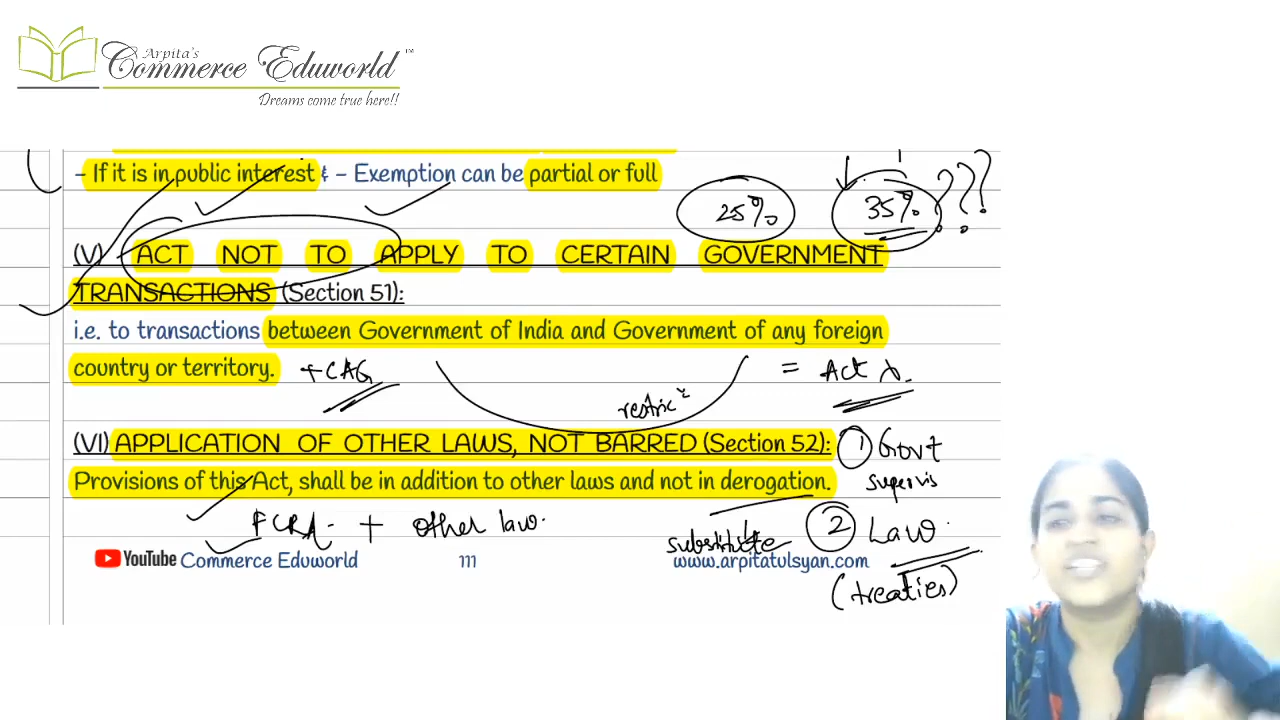 Arpita's
Commerce Eduworld™
Dreams come true here!!
- If it is in public interest & - Exemption can be partial or full
25% 35% ???
(V) ACT NOT TO APPLY TO CERTAIN GOVERNMENT
TRANSACTIONS (Section 51):
i.e. to transactions between Government of India and Government of any foreign
country or territory. + CAG = Act x.
restric
(VI) APPLICATION OF OTHER LAWS, NOT BARRED (Section 52): 1 Govt
Provisions of this Act, shall be in addition to other laws and not in derogation. supervis
FCRA + other law.
substitute 2 Law
YouTube Commerce Eduworld 111 www.arpitatulsyan.com
(treaties)